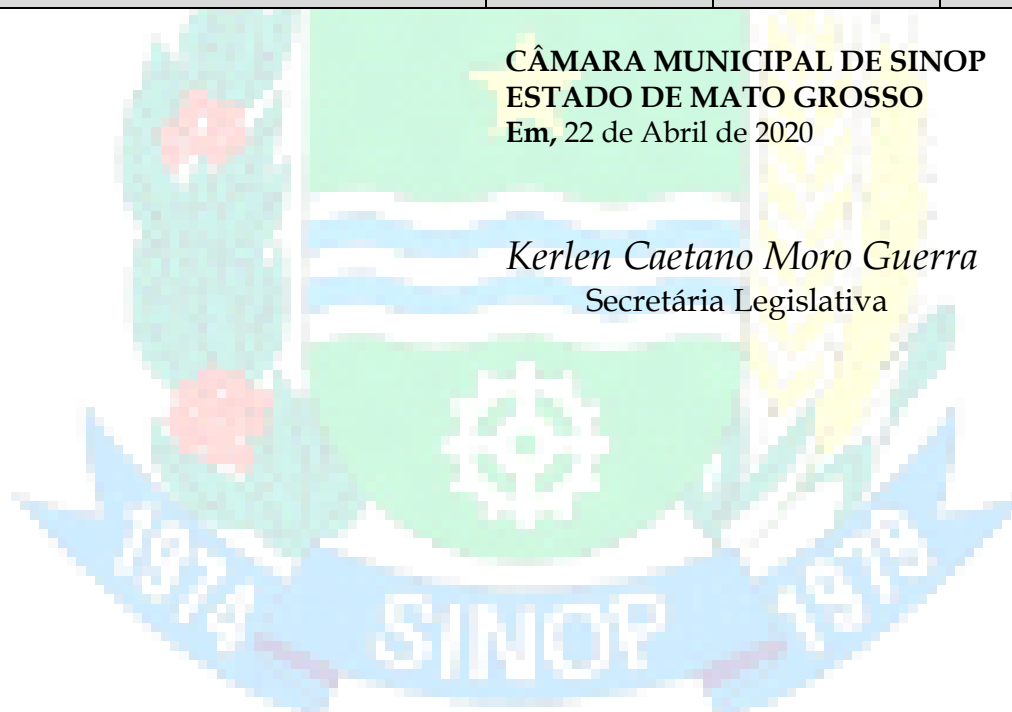 CÂMARA MUNICIPAL DE SINOP
ESTADO DE MATO GROSSO
Em, 22 de Abril de 2020
Kerlen Caetano Moro Guerra
Secretária Legislativa
1974
SINOP
1979